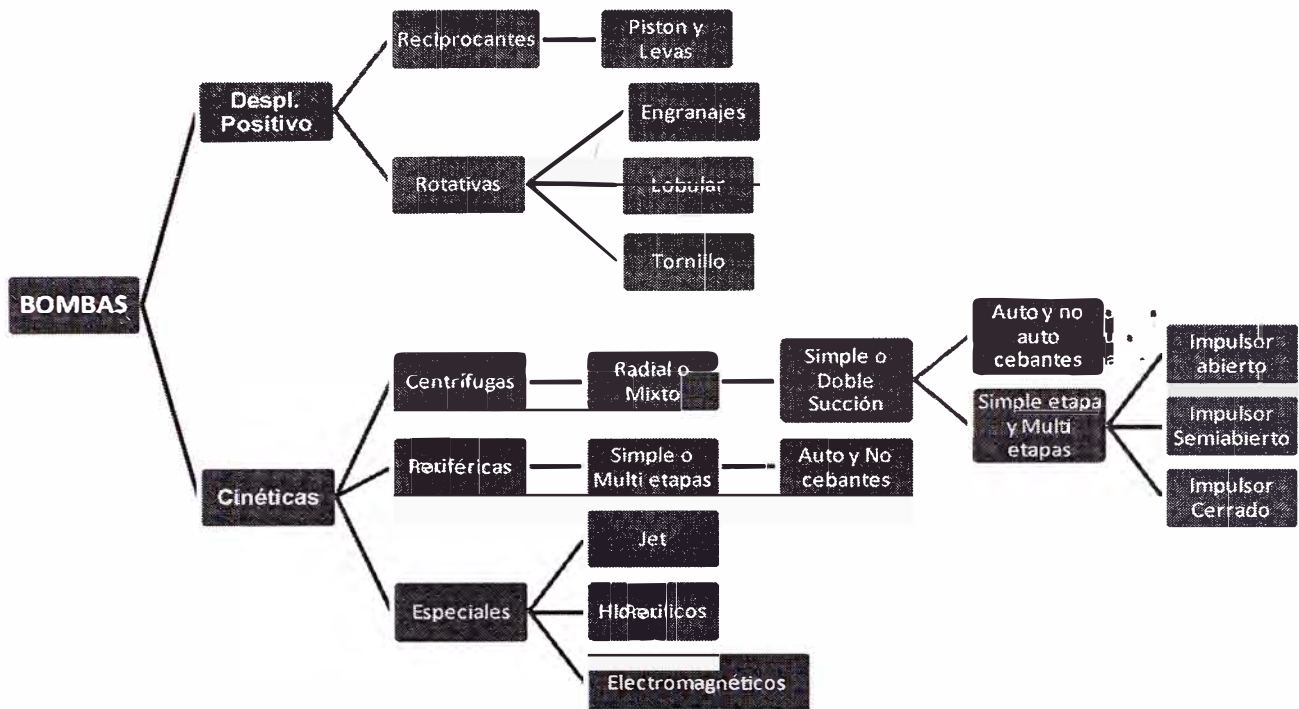 BOMBAS
Despl.
Positivo
Reciprocantes
Piston y
Levas
Rotativas
Engranajes
Lobular
Tornillo
Cinéticas
Centrífugas
Radial o
Mixto
Simple o
Doble
Succión
Auto y no
auto
cebantes
Simple etapa
y Multi
etapas
Impulsor
abierto
Impulsor
Semiabierto
Impulsor
Cerrado
Simple o
Multi etapas
Auto y No
cebantes
Especiales
Jet
Electromagnéticos